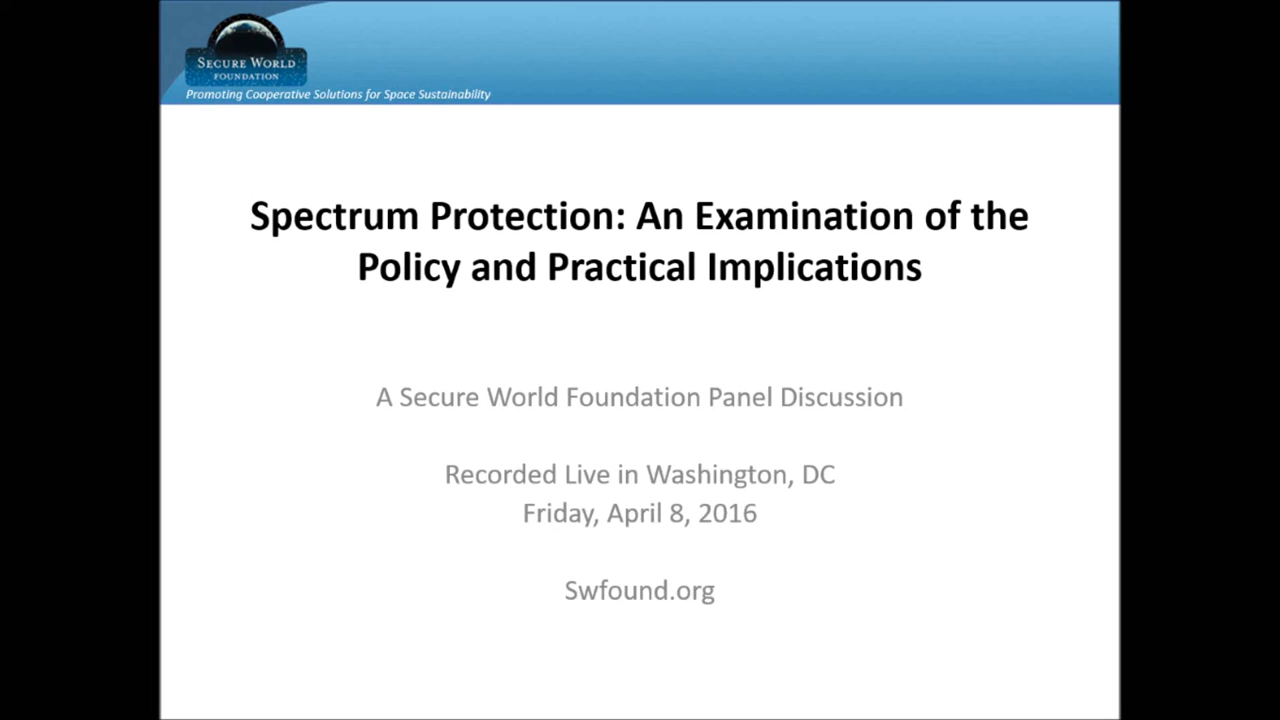 SECURE WORLD
FOUNDATION
Promoting Cooperative Solutions for Space Sustainability
Spectrum Protection: An Examination of the
Policy and Practical Implications
A Secure World Foundation Panel Discussion
Recorded Live in Washington, DC
Friday, April 8, 2016
Swfound.org